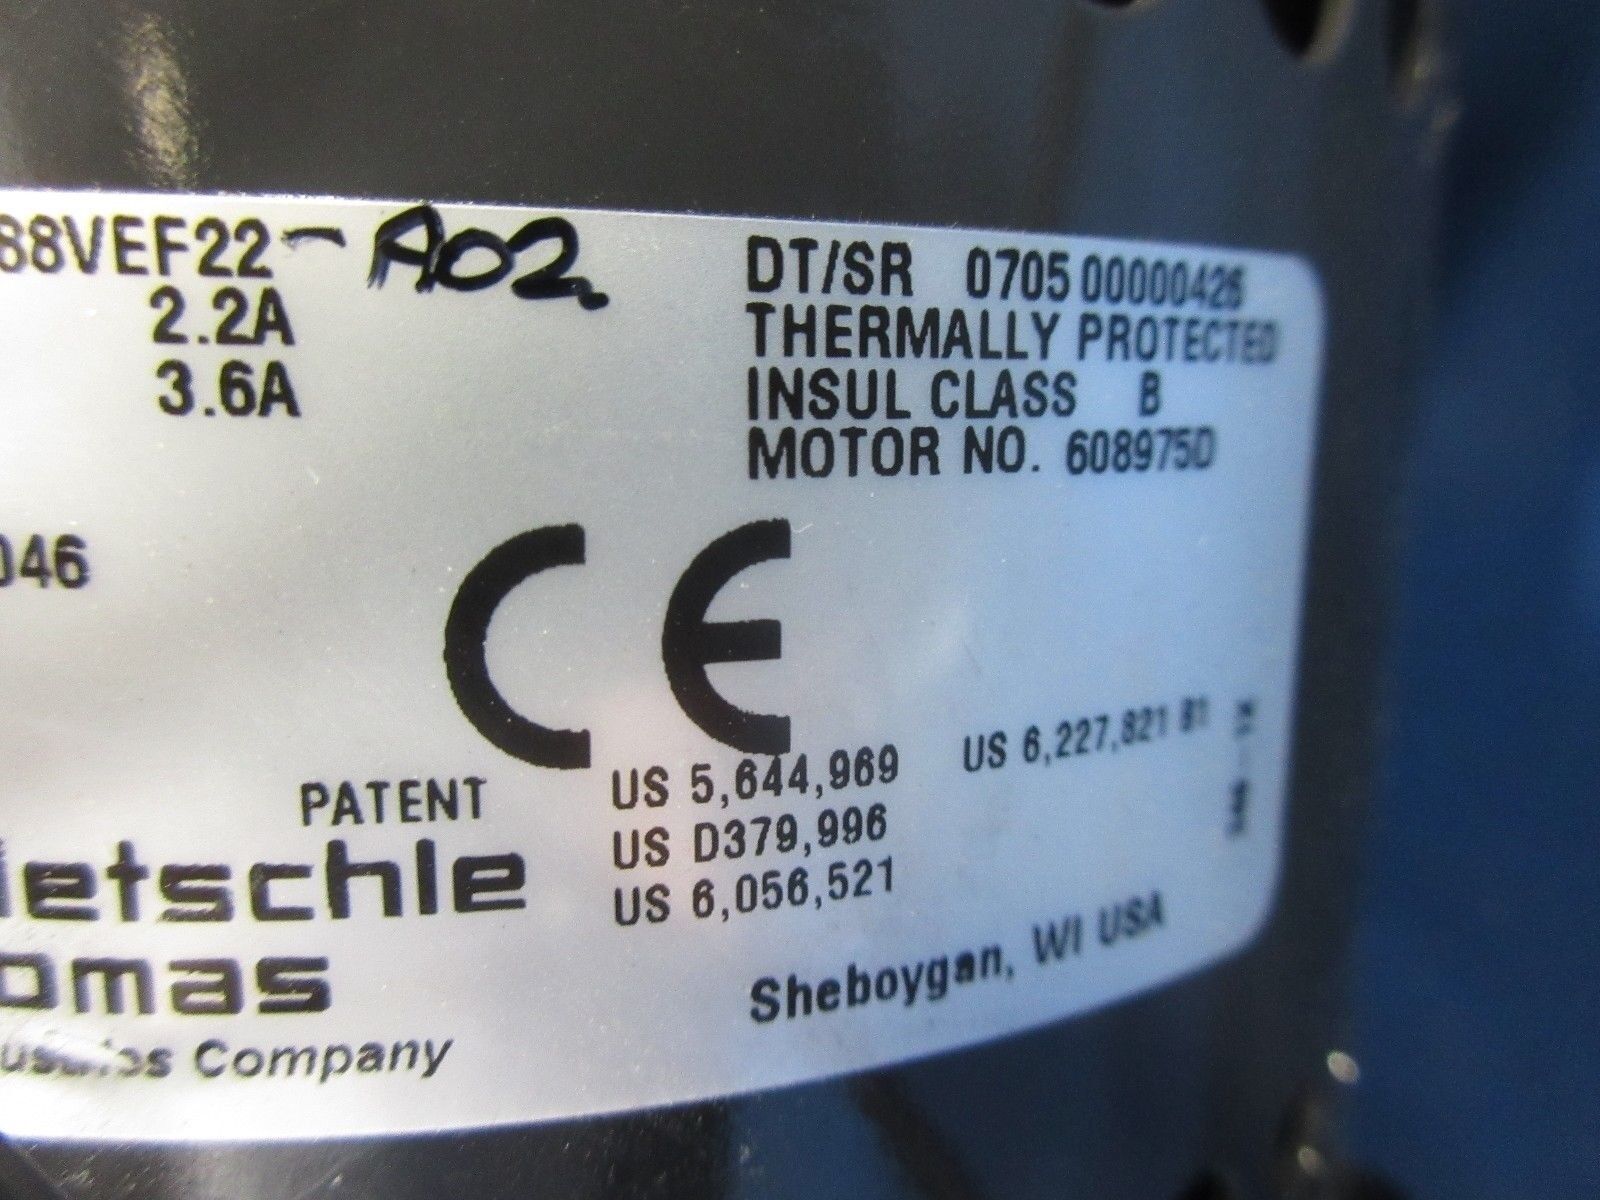 88VEF22-A02
2.2A
3.6A
DT/SR 0705 00000426
THERMALLY PROTECTED
INSUL CLASS B
MOTOR NO. 608975D
046
CE
PATENT
US 5,644,969
US D379,996
US 6,056,521
US 6,227,821 B1
ietschle
omas
Company
Sheboygan, WI USA